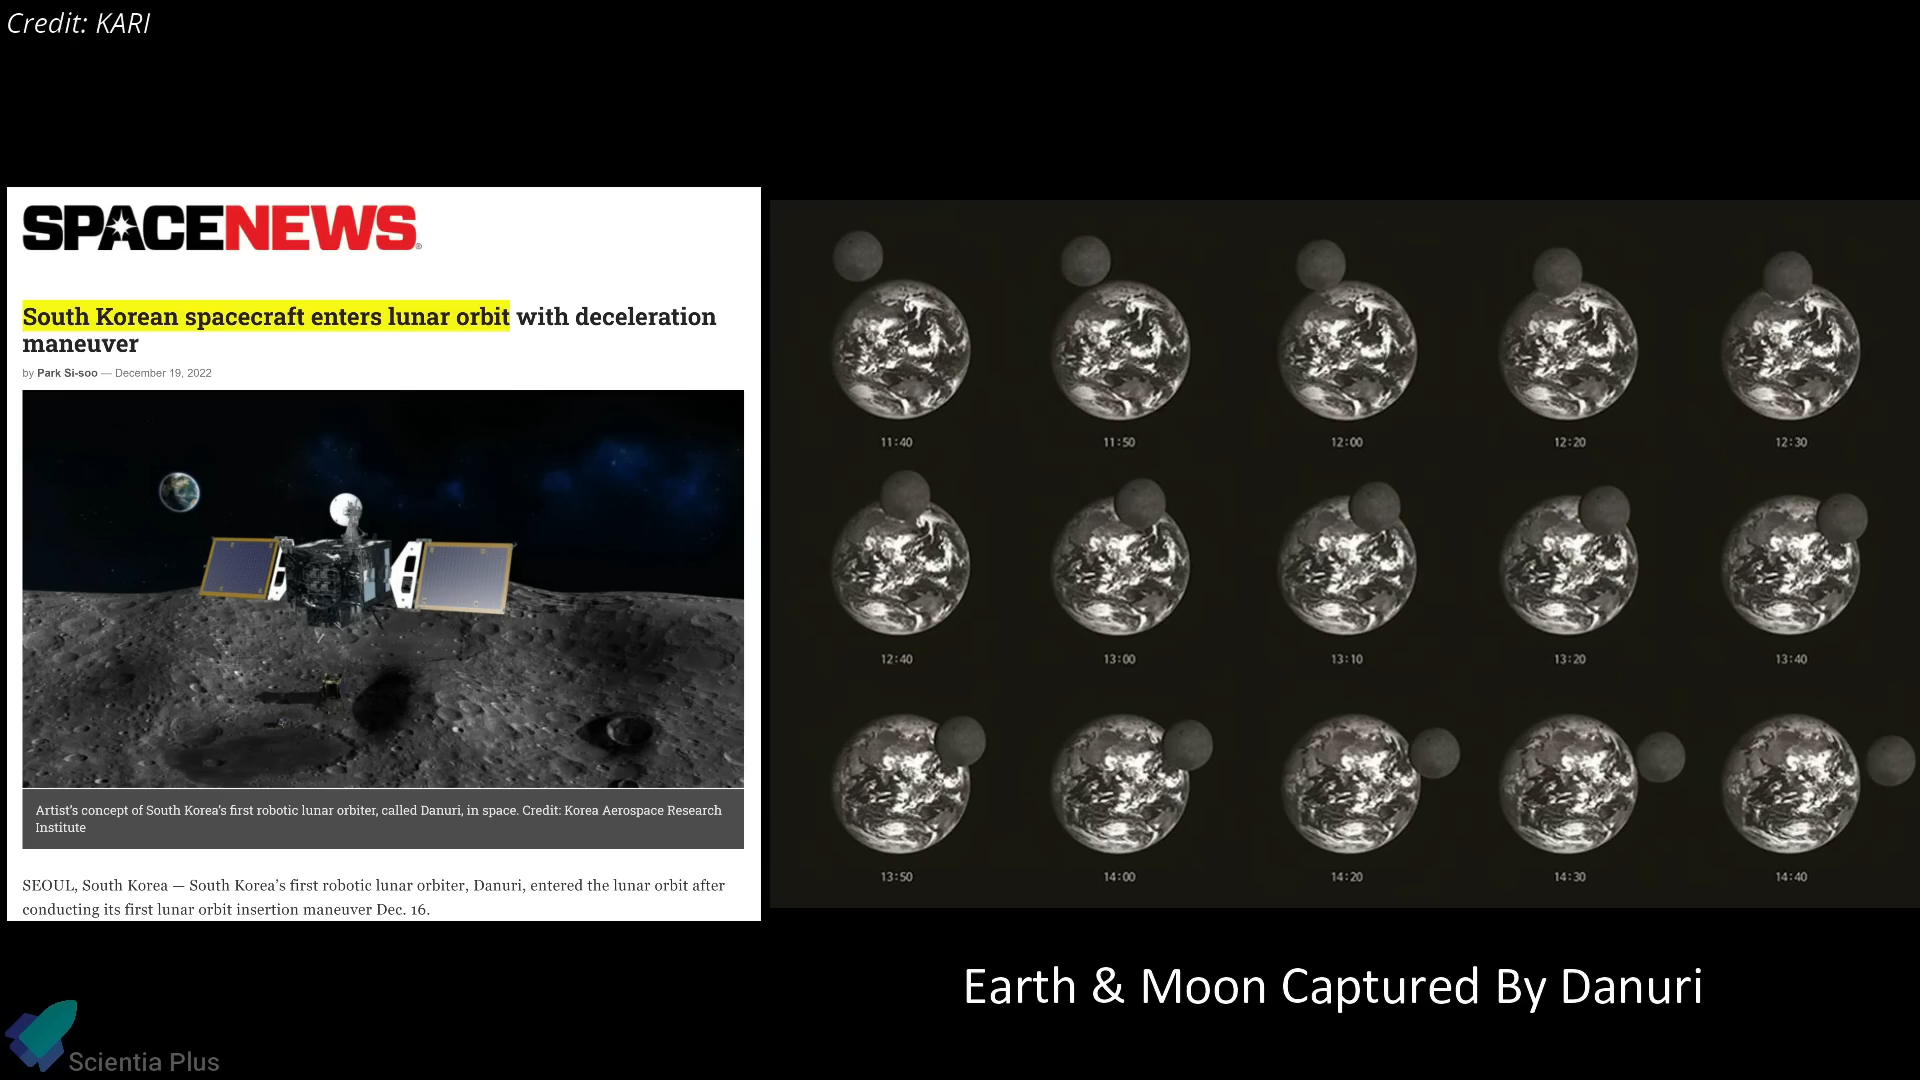 Credit: KARI
SPACENEWS®
South Korean spacecraft enters lunar orbit with deceleration
maneuver
by Park Si-soo — December 19, 2022
Artist's concept of South Korea's first robotic lunar orbiter, called Danuri, in space. Credit: Korea Aerospace Research
Institute
SEOUL, South Korea — South Korea's first robotic lunar orbiter, Danuri, entered the lunar orbit after
conducting its first lunar orbit insertion maneuver Dec. 16.
11:40 11:50 12:00 12:20 12:30
12:40 13:00 13:10 13:20 13:40
13:50 14:00 14:20 14:30 14:40
Earth & Moon Captured By Danuri
Scientia Plus